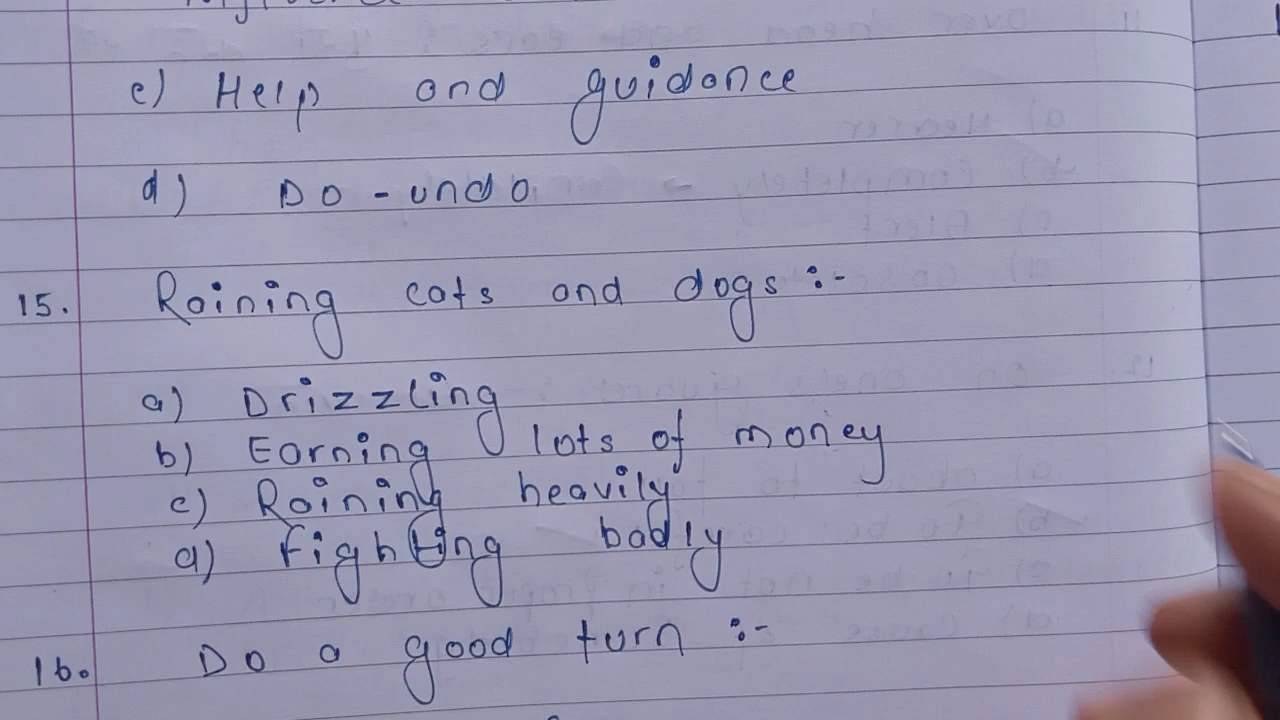 c) Help and guidance
d) Do - undo
15. Raining cats and dogs :-
a) Drizzling
b) Earning lots of money
c) Raining heavily
d) Fighting badly
16. Do a good turn :-